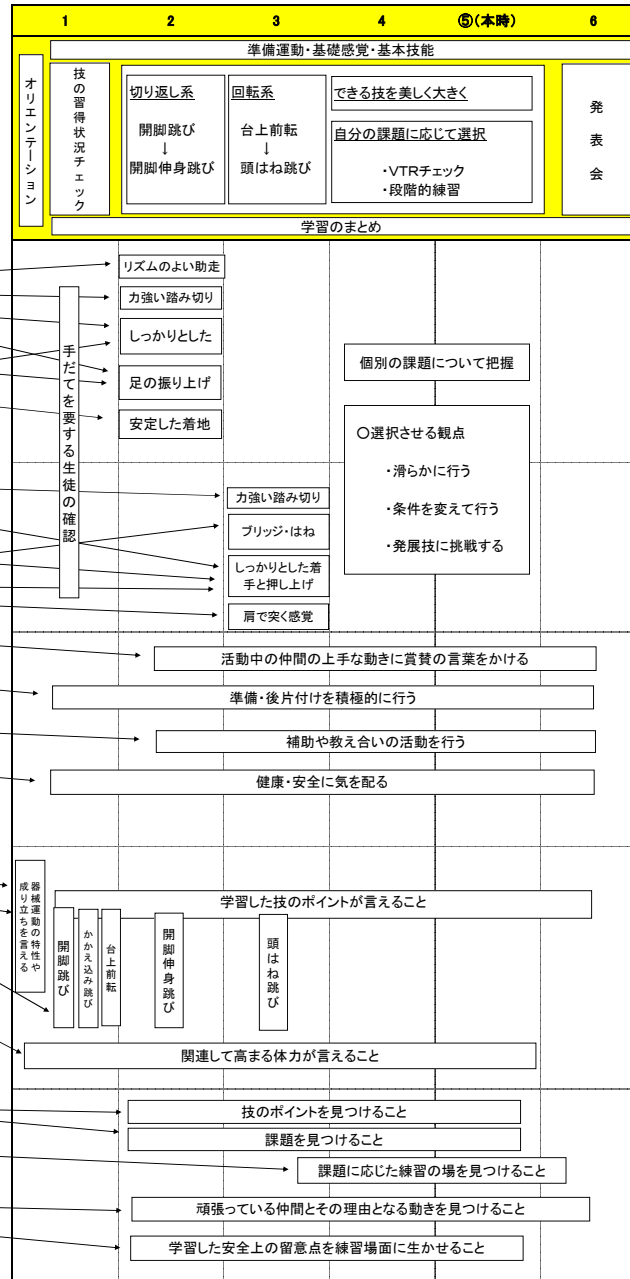 1 2 3 4 ⑤(本時) 6
準備運動・基礎感覚・基本技能
オリエンテーション
技の習得状況チェック
切り返し系
開脚跳び
↓
開脚伸身跳び
回転系
台上前転
↓
頭はね跳び
できる技を美しく大きく
自分の課題に応じて選択
・VTRチェック
・段階的練習
発表会
学習のまとめ
リズムのよい助走
力強い踏み切り
しっかりとした
足の振り上げ
安定した着地
手だてを要する生徒の確認
個別の課題について把握
○選択させる観点
・滑らかに行う
・条件を変えて行う
・発展技に挑戦する
力強い踏み切り
ブリッジ・はね
しっかりとした着
手と押し上げ
肩で突く感覚
活動中の仲間の上手な動きに賞賛の言葉をかける
準備・後片付けを積極的に行う
補助や教え合いの活動を行う
健康・安全に気を配る
器械運動の特性や
成り立ちを言える
学習した技のポイントが言えること
開脚跳び
かかえ込み跳び
台上前転
開脚伸身跳び
頭はね跳び
関連して高まる体力が言えること
技のポイントを見つけること
課題を見つけること
課題に応じた練習の場を見つけること
頑張っている仲間とその理由となる動きを見つけること
学習した安全上の留意点を練習場面に生かせること